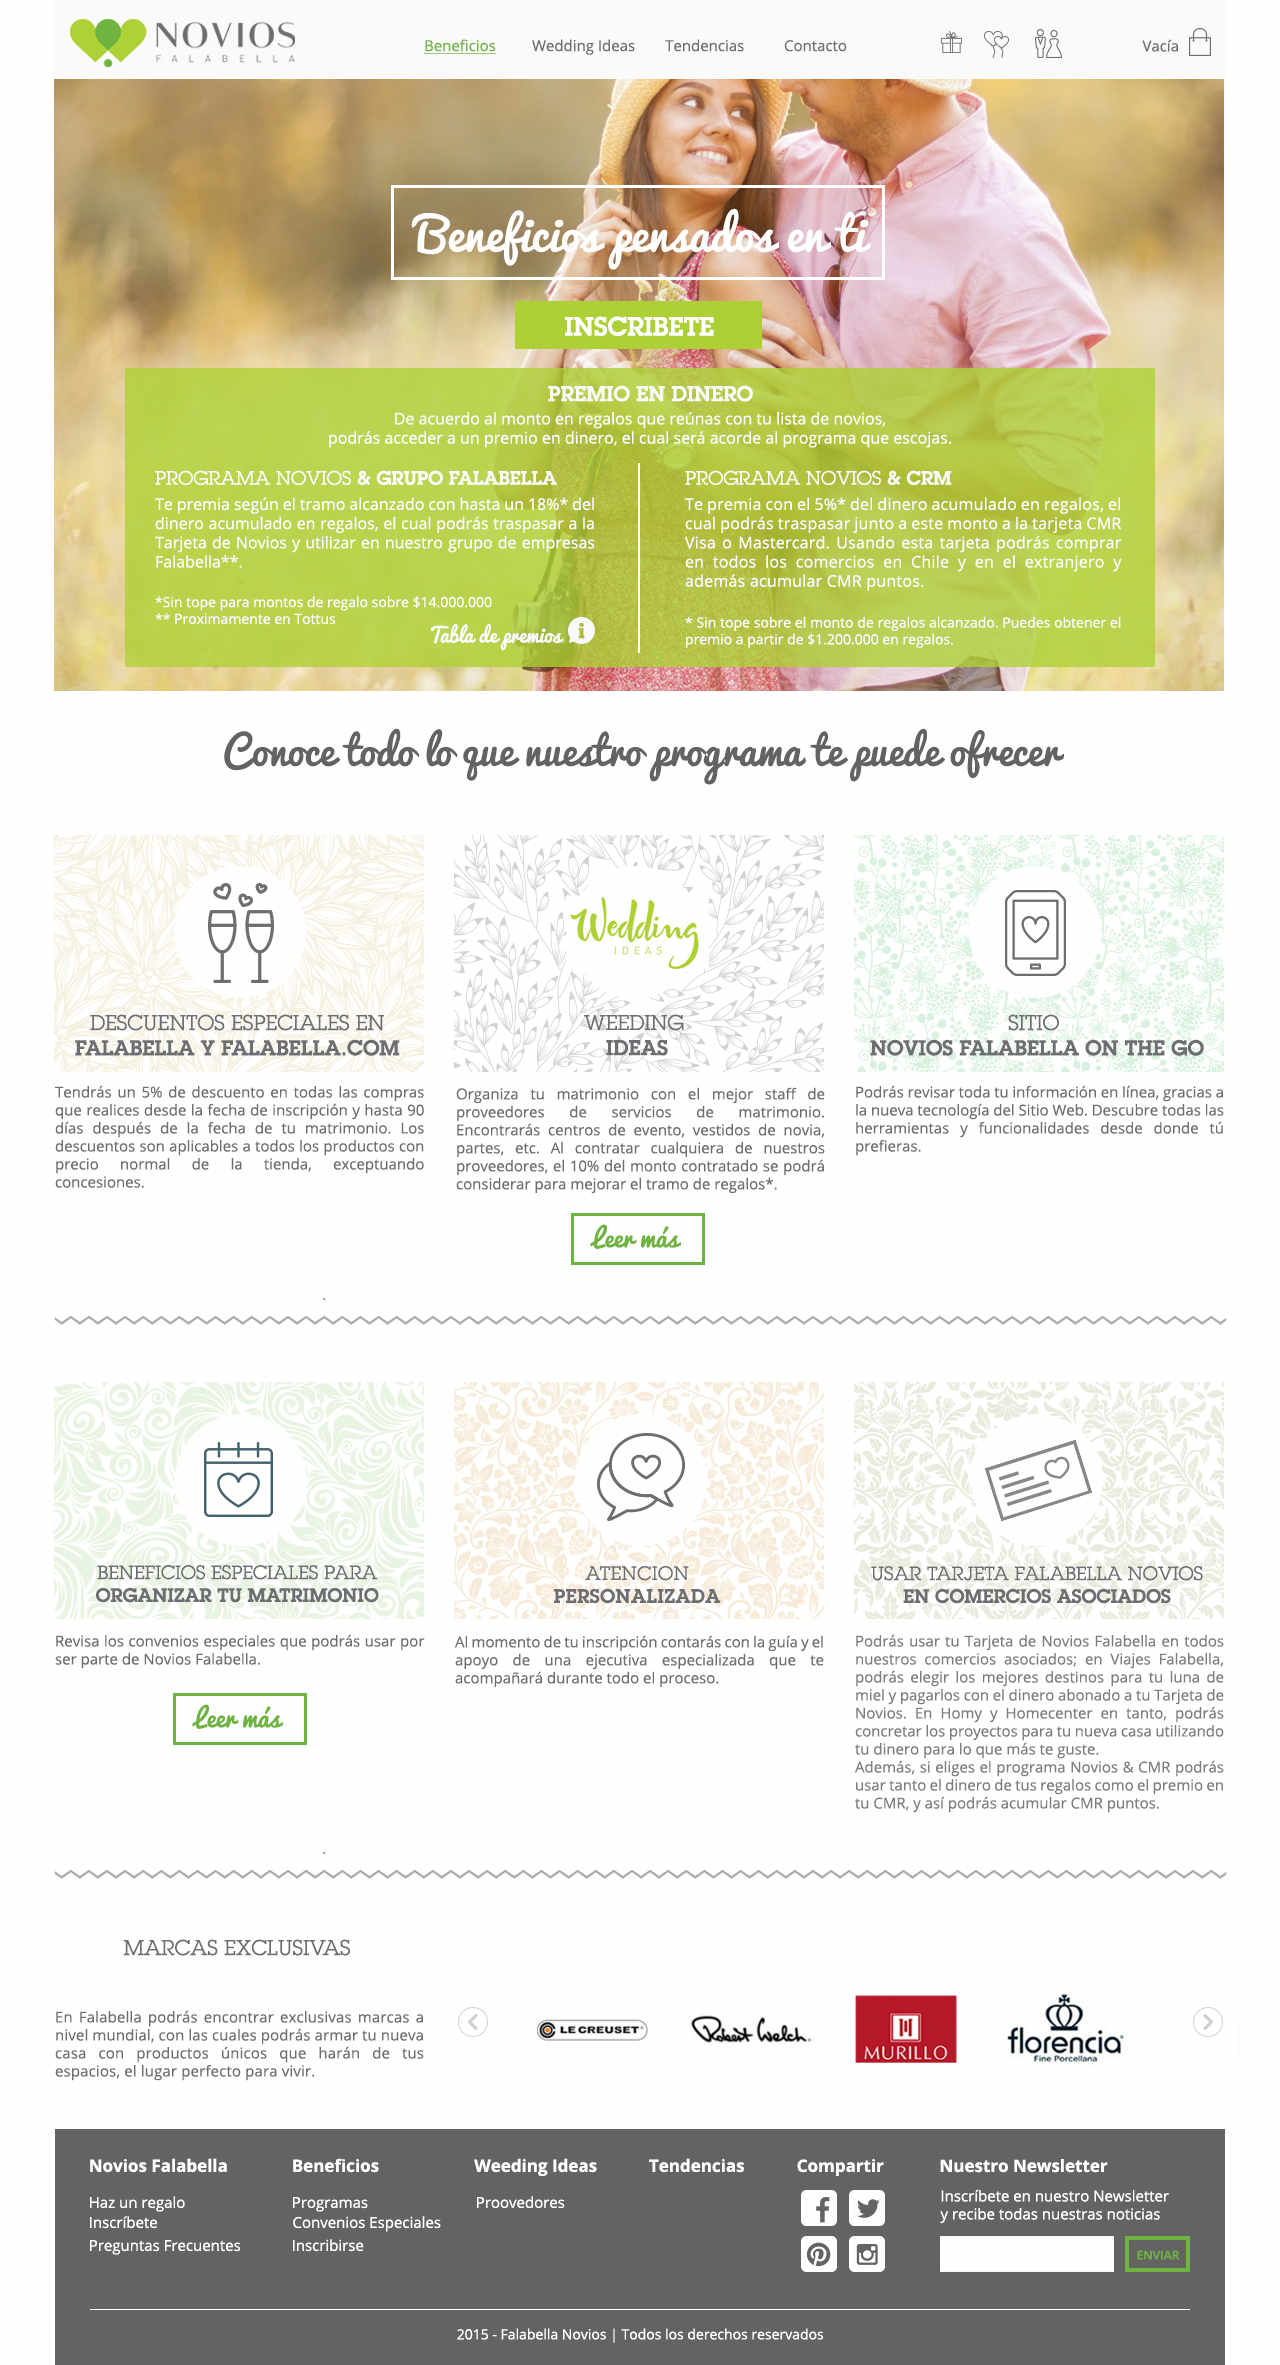 NOVIOS
FALABELLA
Beneficios
Wedding Ideas
Tendencias
Contacto
Vacía
Beneficios pensados en ti
INSCRIBETE
PREMIO EN DINERO
De acuerdo al monto en regalos que reúnas con tu lista de novios,
podrás acceder a un premio en dinero, el cual será acorde al programa que escojas.
PROGRAMA NOVIOS & GRUPO FALABELLA
Te premia según el tramo alcanzado con hasta un 18%* del
dinero acumulado en regalos, el cual podrás traspasar a la
Tarjeta de Novios y utilizar en nuestro grupo de empresas
Falabella**.
*Sin tope para montos de regalo sobre $14.000.000
** Proximamente en Tottus
Tabla de premios i
PROGRAMA NOVIOS & CRM
Te premia con el 5%* del dinero acumulado en regalos, el
cual podrás traspasar junto a este monto a la tarjeta CMR
Visa o Mastercard. Usando esta tarjeta podrás comprar
en todos los comercios en Chile y en el extranjero y
además acumular CMR puntos.
* Sin tope sobre el monto de regalos alcanzado. Puedes obtener el
premio a partir de $1.200.000 en regalos.
Conoce todo lo que nuestro programa te puede ofrecer
DESCUENTOS ESPECIALES EN
FALABELLA Y FALABELLA.COM
Tendrás un 5% de descuento en todas las compras
que realices desde la fecha de inscripción y hasta 90
días después de la fecha de tu matrimonio. Los
descuentos son aplicables a todos los productos con
precio normal de la tienda, exceptuando
concesiones.
Wedding
IDEAS
WEEDING
IDEAS
Organiza tu matrimonio con el mejor staff de
proveedores de servicios de matrimonio.
Encontrarás centros de evento, vestidos de novia,
partes, etc. Al contratar cualquiera de nuestros
proveedores, el 10% del monto contratado se podrá
considerar para mejorar el tramo de regalos*.
Leer más
SITIO
NOVIOS FALABELLA ON THE GO
Podrás revisar toda tu información en línea, gracias a
la nueva tecnología del Sitio Web. Descubre todas las
herramientas y funcionalidades desde donde tú
prefieras.
.
BENEFICIOS ESPECIALES PARA
ORGANIZAR TU MATRIMONIO
Revisa los convenios especiales que podrás usar por
ser parte de Novios Falabella.
Leer más
ATENCION
PERSONALIZADA
Al momento de tu inscripción contarás con la guía y el
apoyo de una ejecutiva especializada que te
acompañará durante todo el proceso.
USAR TARJETA FALABELLA NOVIOS
EN COMERCIOS ASOCIADOS
Podrás usar tu Tarjeta de Novios Falabella en todos
nuestros comercios asociados; en Viajes Falabella,
podrás elegir los mejores destinos para tu luna de
miel y pagarlos con el dinero abonado a tu Tarjeta de
Novios. En Homy y Homecenter en tanto, podrás
concretar los proyectos para tu nueva casa utilizando
tu dinero para lo que más te guste.
Además, si eliges el programa Novios & CMR podrás
usar tanto el dinero de tus regalos como el premio en
tu CMR, y así podrás acumular CMR puntos.
.
MARCAS EXCLUSIVAS
En Falabella podrás encontrar exclusivas marcas a
nivel mundial, con las cuales podrás armar tu nueva
casa con productos únicos que harán de tus
espacios, el lugar perfecto para vivir.
LE CREUSET
Robert Welch
MURILLO
florencia
Fine Porcellana
Novios Falabella
Haz un regalo
Inscríbete
Preguntas Frecuentes
Beneficios
Programas
Convenios Especiales
Inscribirse
Weeding Ideas
Proovedores
Tendencias
Compartir
Nuestro Newsletter
Inscríbete en nuestro Newsletter
y recibe todas nuestras noticias
ENVIAR
2015 - Falabella Novios | Todos los derechos reservados